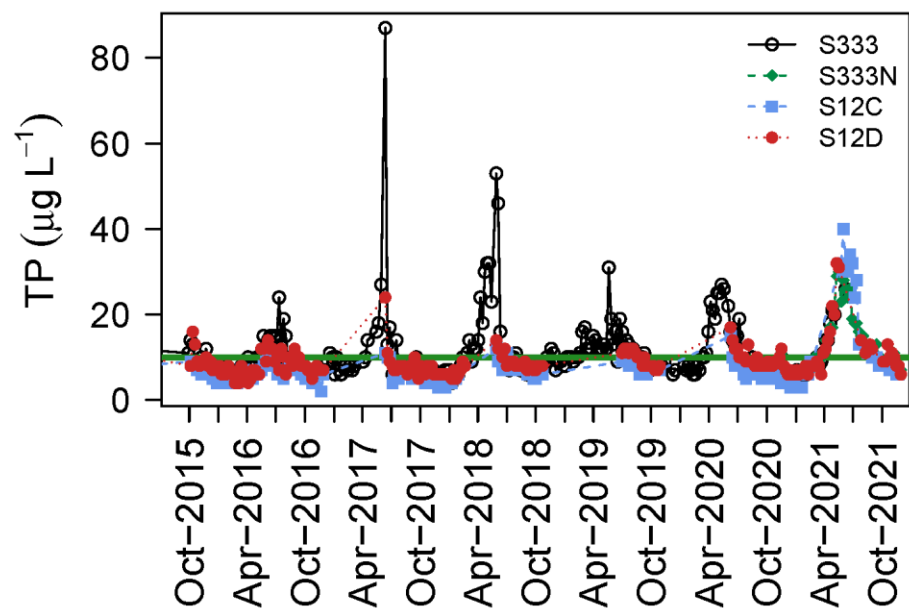 TP (µg L⁻¹)
80
60
40
20
0
S333
S333N
S12C
S12D
Oct−2015
Apr−2016
Oct−2016
Apr−2017
Oct−2017
Apr−2018
Oct−2018
Apr−2019
Oct−2019
Apr−2020
Oct−2020
Apr−2021
Oct−2021